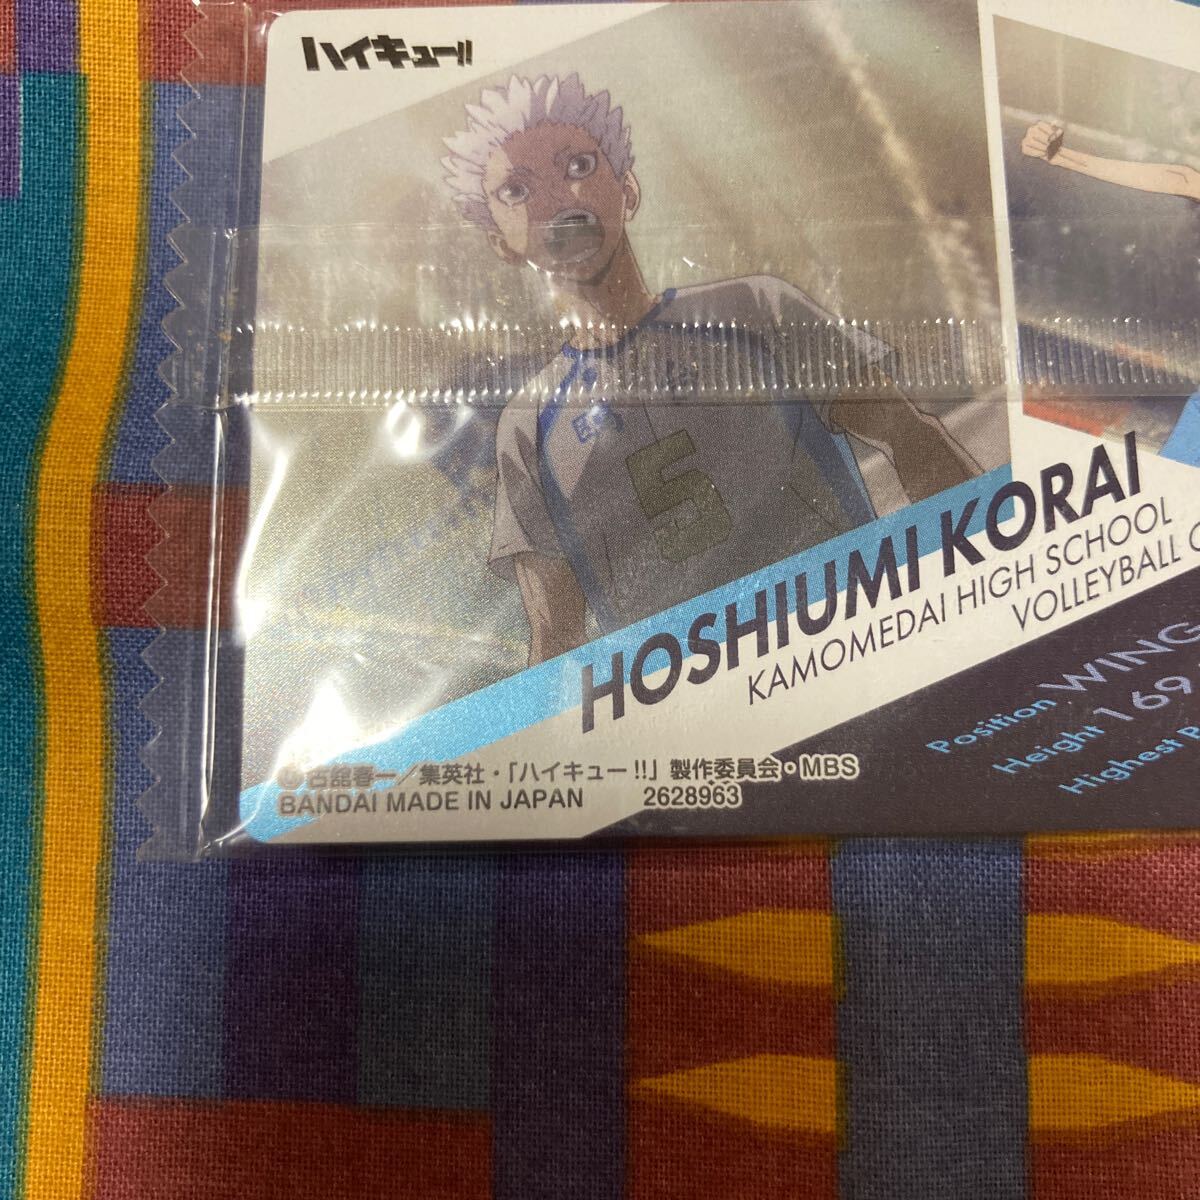 ハイキュー!!
5
HOSHIUMI KORAI
KAMOMEDAI HIGH SCHOOL
VOLLEYBALL
Position WING
Height 169
Highest
©古舘春一/集英社・「ハイキュー!!」製作委員会・MBS
BANDAI MADE IN JAPAN 2628963